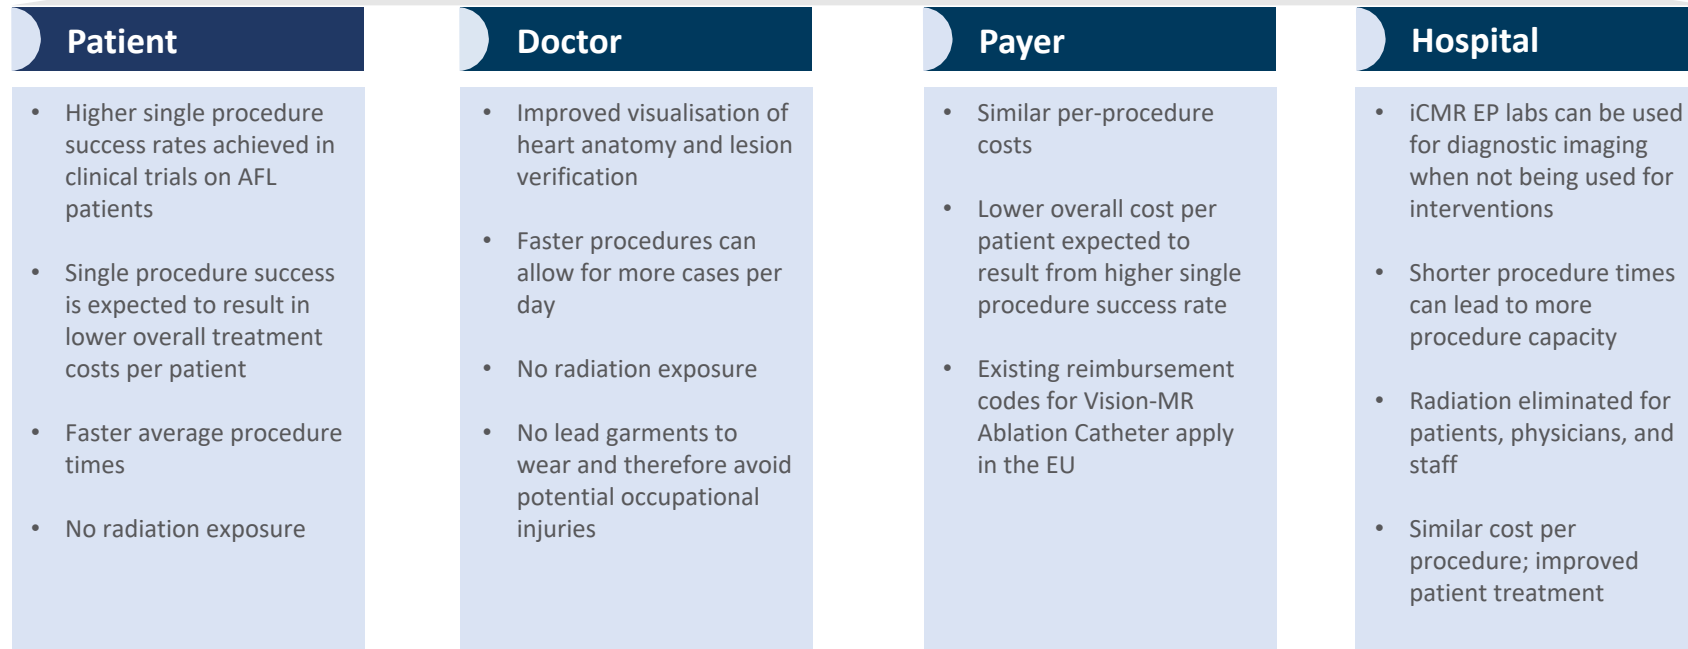 Patient
• Higher single procedure
success rates achieved in
clinical trials on AFL
patients
• Single procedure success
is expected to result in
lower overall treatment
costs per patient
• Faster average procedure
times
• No radiation exposure
Doctor
• Improved visualisation of
heart anatomy and lesion
verification
• Faster procedures can
allow for more cases per
day
• No radiation exposure
• No lead garments to
wear and therefore avoid
potential occupational
injuries
Payer
• Similar per-procedure
costs
• Lower overall cost per
patient expected to
result from higher single
procedure success rate
• Existing reimbursement
codes for Vision-MR
Ablation Catheter apply
in the EU
Hospital
• iCMR EP labs can be used
for diagnostic imaging
when not being used for
interventions
• Shorter procedure times
can lead to more
procedure capacity
• Radiation eliminated for
patients, physicians, and
staff
• Similar cost per
procedure; improved
patient treatment